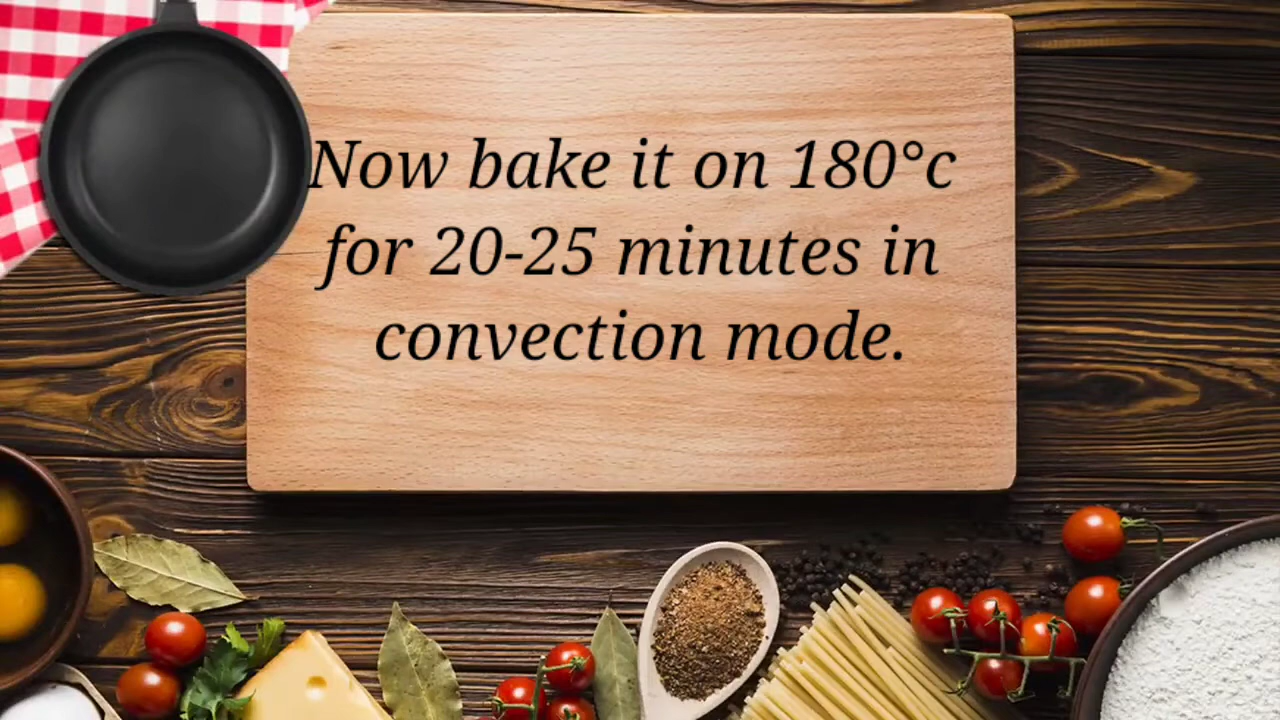 Now bake it on 180°c
for 20-25 minutes in
convection mode.